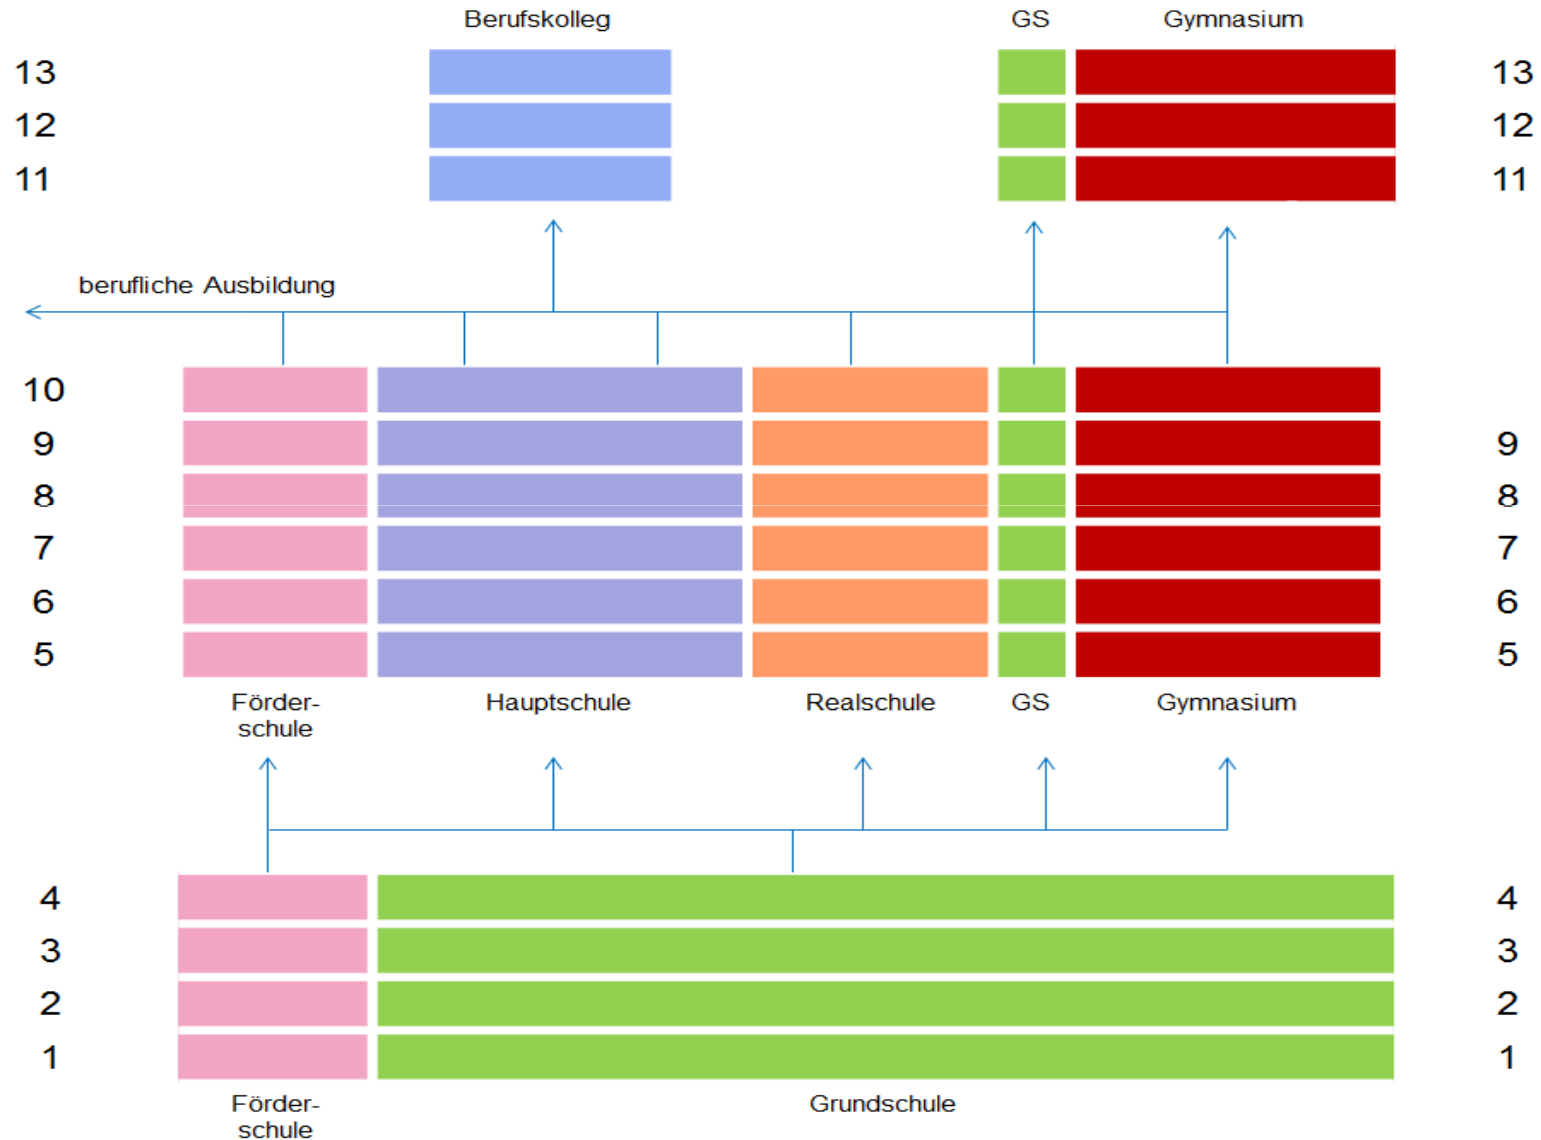 Berufskolleg GS Gymnasium
13 13
12 12
11 11
berufliche Ausbildung
10
9 9
8 8
7 7
6 6
5 5
Förder-
schule Hauptschule Realschule GS Gymnasium
4 4
3 3
2 2
1 1
Förder-
schule Grundschule